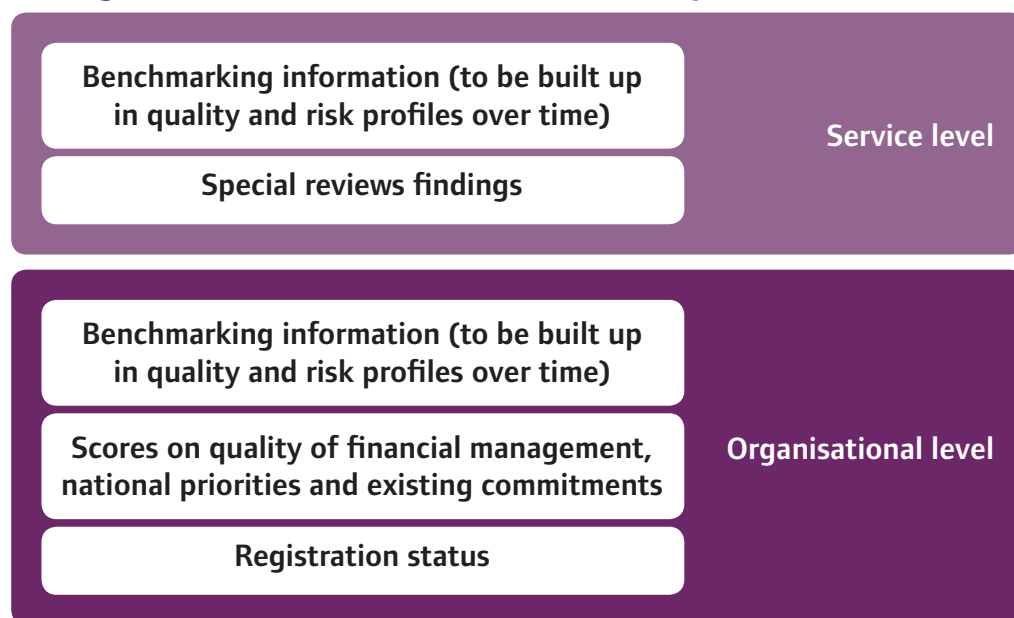 Benchmarking information (to be built up
in quality and risk profiles over time)
Special reviews findings
Service level
Benchmarking information (to be built up
in quality and risk profiles over time)
Scores on quality of financial management,
national priorities and existing commitments
Registration status
Organisational level